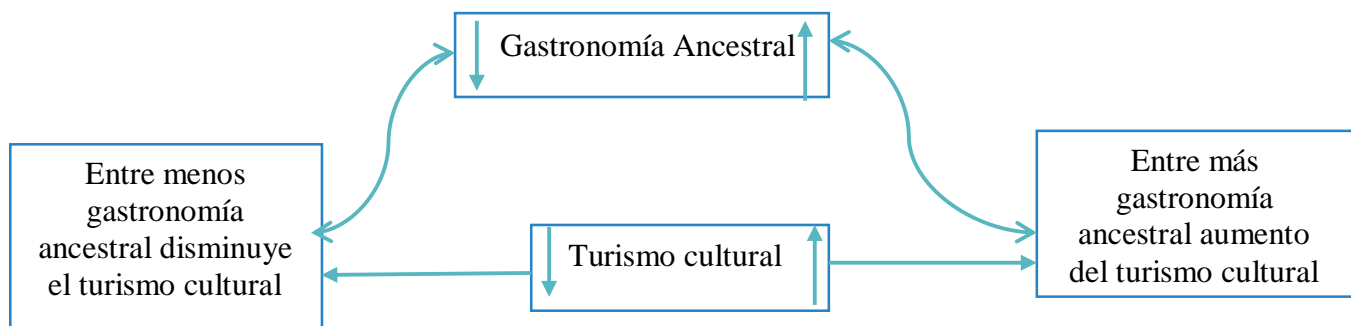 Gastronomía Ancestral
Entre menos
gastronomía
ancestral disminuye
el turismo cultural
Turismo cultural
Entre más
gastronomía
ancestral aumento
del turismo cultural